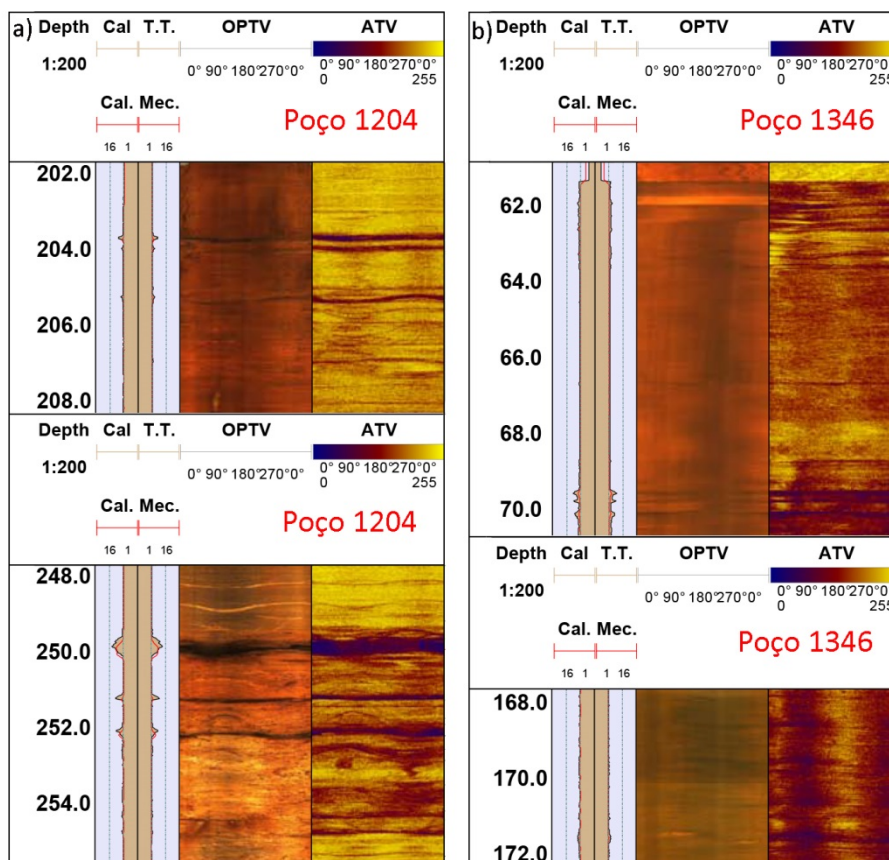 a) Depth Cal T.T. OPTV ATV
1:200 0° 90° 180° 270° 0° 0° 90° 180° 270° 0°
0 255
Cal. Mec.
Poço 1204
16 1 1 16
202.0
204.0
206.0
208.0
Depth Cal T.T. OPTV ATV
1:200 0° 90° 180° 270° 0° 0° 90° 180° 270° 0°
0 255
Cal. Mec.
Poço 1204
16 1 1 16
248.0
250.0
252.0
254.0
b) Depth Cal T.T. OPTV ATV
1:200 0° 90° 180° 270° 0° 0° 90° 180° 270° 0°
0 255
Cal. Mec.
Poço 1346
16 1 1 16
62.0
64.0
66.0
68.0
70.0
Depth Cal T.T. OPTV ATV
1:200 0° 90° 180° 270° 0° 0° 90° 180° 270° 0°
0 255
Cal. Mec.
Poço 1346
16 1 1 16
168.0
170.0
172.0